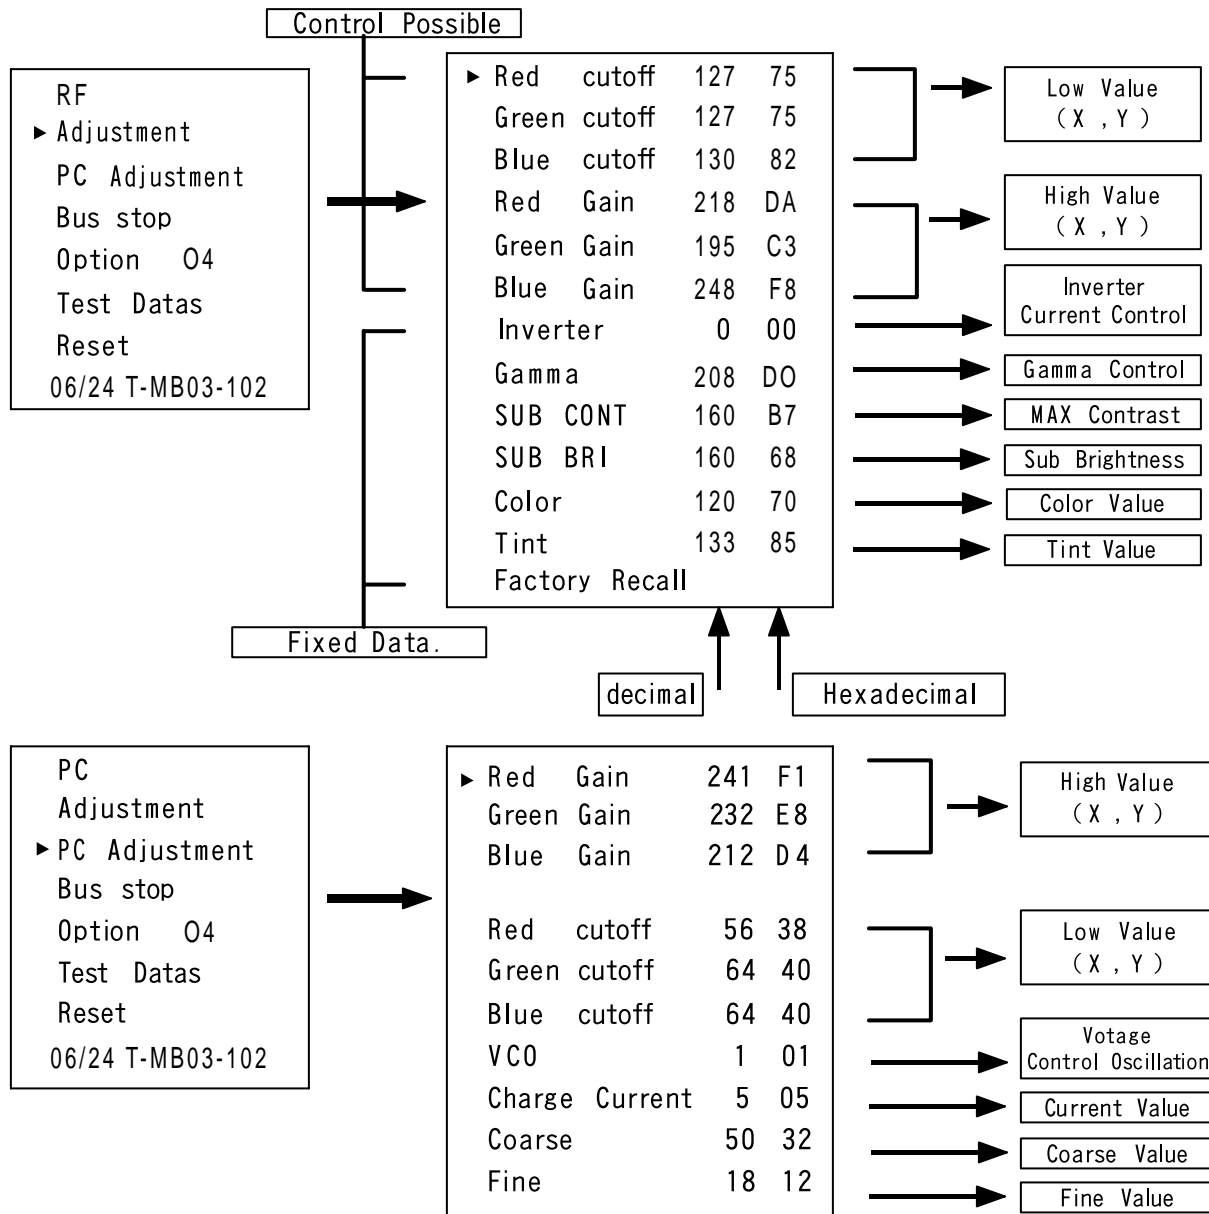 Control Possible
RF
▶ Adjustment
PC Adjustment
Bus stop
Option O4
Test Datas
Reset
06/24 T-MB03-102
▶ Red cutoff 127 75
Green cutoff 127 75
Blue cutoff 130 82
Red Gain 218 DA
Green Gain 195 C3
Blue Gain 248 F8
Inverter 0 00
Gamma 208 DO
SUB CONT 160 B7
SUB BRI 160 68
Color 120 70
Tint 133 85
Factory Recall
Low Value
( X , Y )
High Value
( X , Y )
Inverter
Current Control
Gamma Control
MAX Contrast
Sub Brightness
Color Value
Tint Value
Fixed Data.
decimal
Hexadecimal
PC
Adjustment
▶ PC Adjustment
Bus stop
Option O4
Test Datas
Reset
06/24 T-MB03-102
▶ Red Gain 241 F1
Green Gain 232 E8
Blue Gain 212 D4
Red cutoff 56 38
Green cutoff 64 40
Blue cutoff 64 40
VCO 1 01
Charge Current 5 05
Coarse 50 32
Fine 18 12
High Value
( X , Y )
Low Value
( X , Y )
Votage
Control Oscillation
Current Value
Coarse Value
Fine Value